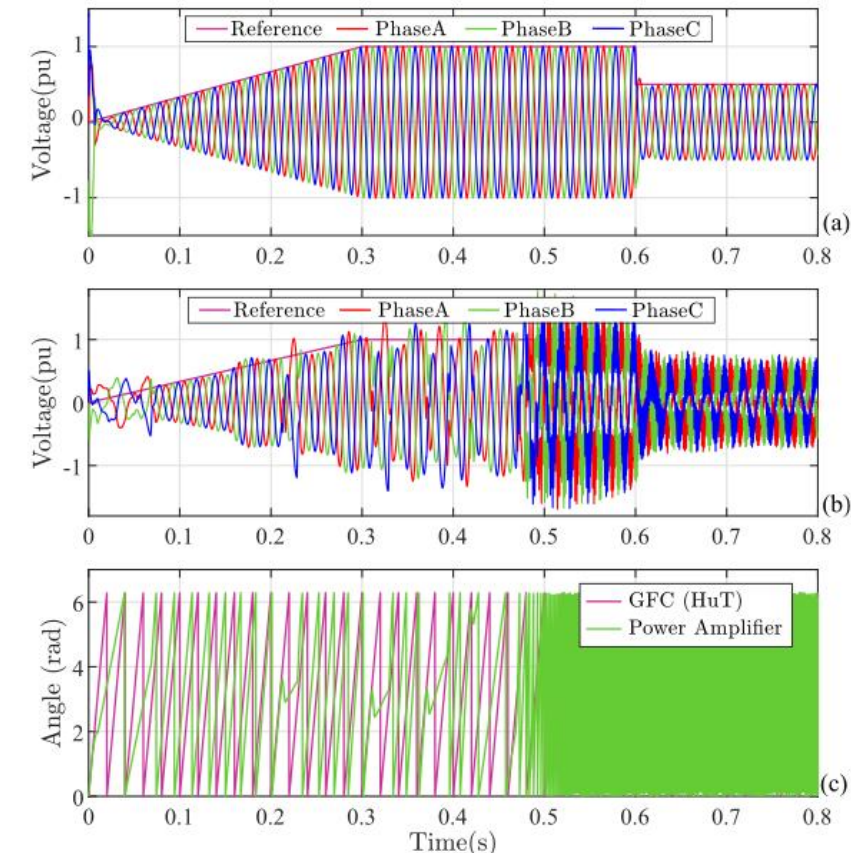 Reference PhaseA PhaseB PhaseC
Voltage(pu)
1
0
-1
0 0.1 0.2 0.3 0.4 0.5 0.6 0.7 0.8
(a)
Reference PhaseA PhaseB PhaseC
Voltage(pu)
1
0
-1
0 0.1 0.2 0.3 0.4 0.5 0.6 0.7 0.8
(b)
GFC (HuT)
Power Amplifier
Angle (rad)
6
4
2
0
0 0.1 0.2 0.3 0.4 0.5 0.6 0.7 0.8
(c)
Time(s)